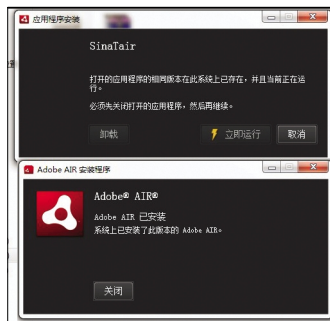 应用程序安装
SinaTair
打开的应用程序的相同版本在此系统上已存在，并且当前正在运
行。
必须先关闭打开的应用程序，然后再继续。
卸载
立即运行
取消
Adobe AIR 安装程序
Adobe® AIR®
Adobe AIR 已安装
系统上已安装了此版本的 Adobe AIR。
关闭